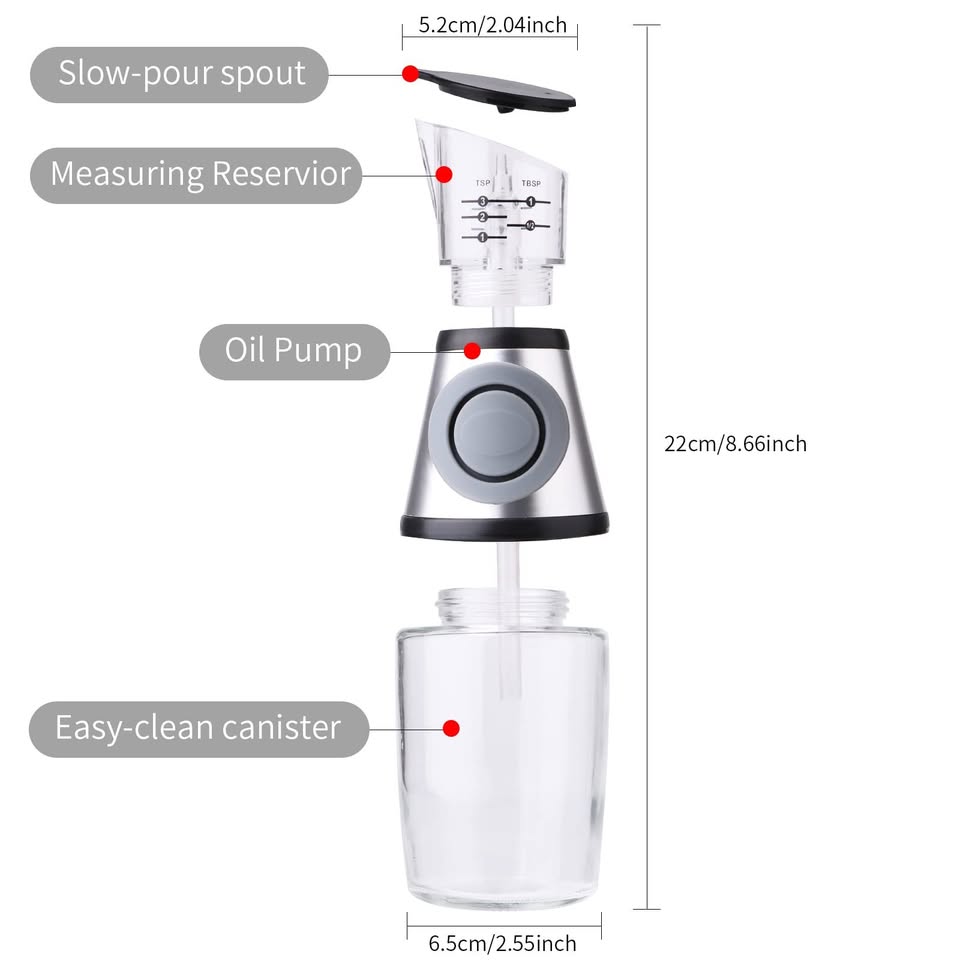 5.2cm/2.04inch
Slow-pour spout
Measuring Reservior
TSP TBSP
3 1
2
1/2
1
Oil Pump
22cm/8.66inch
Easy-clean canister
6.5cm/2.55inch